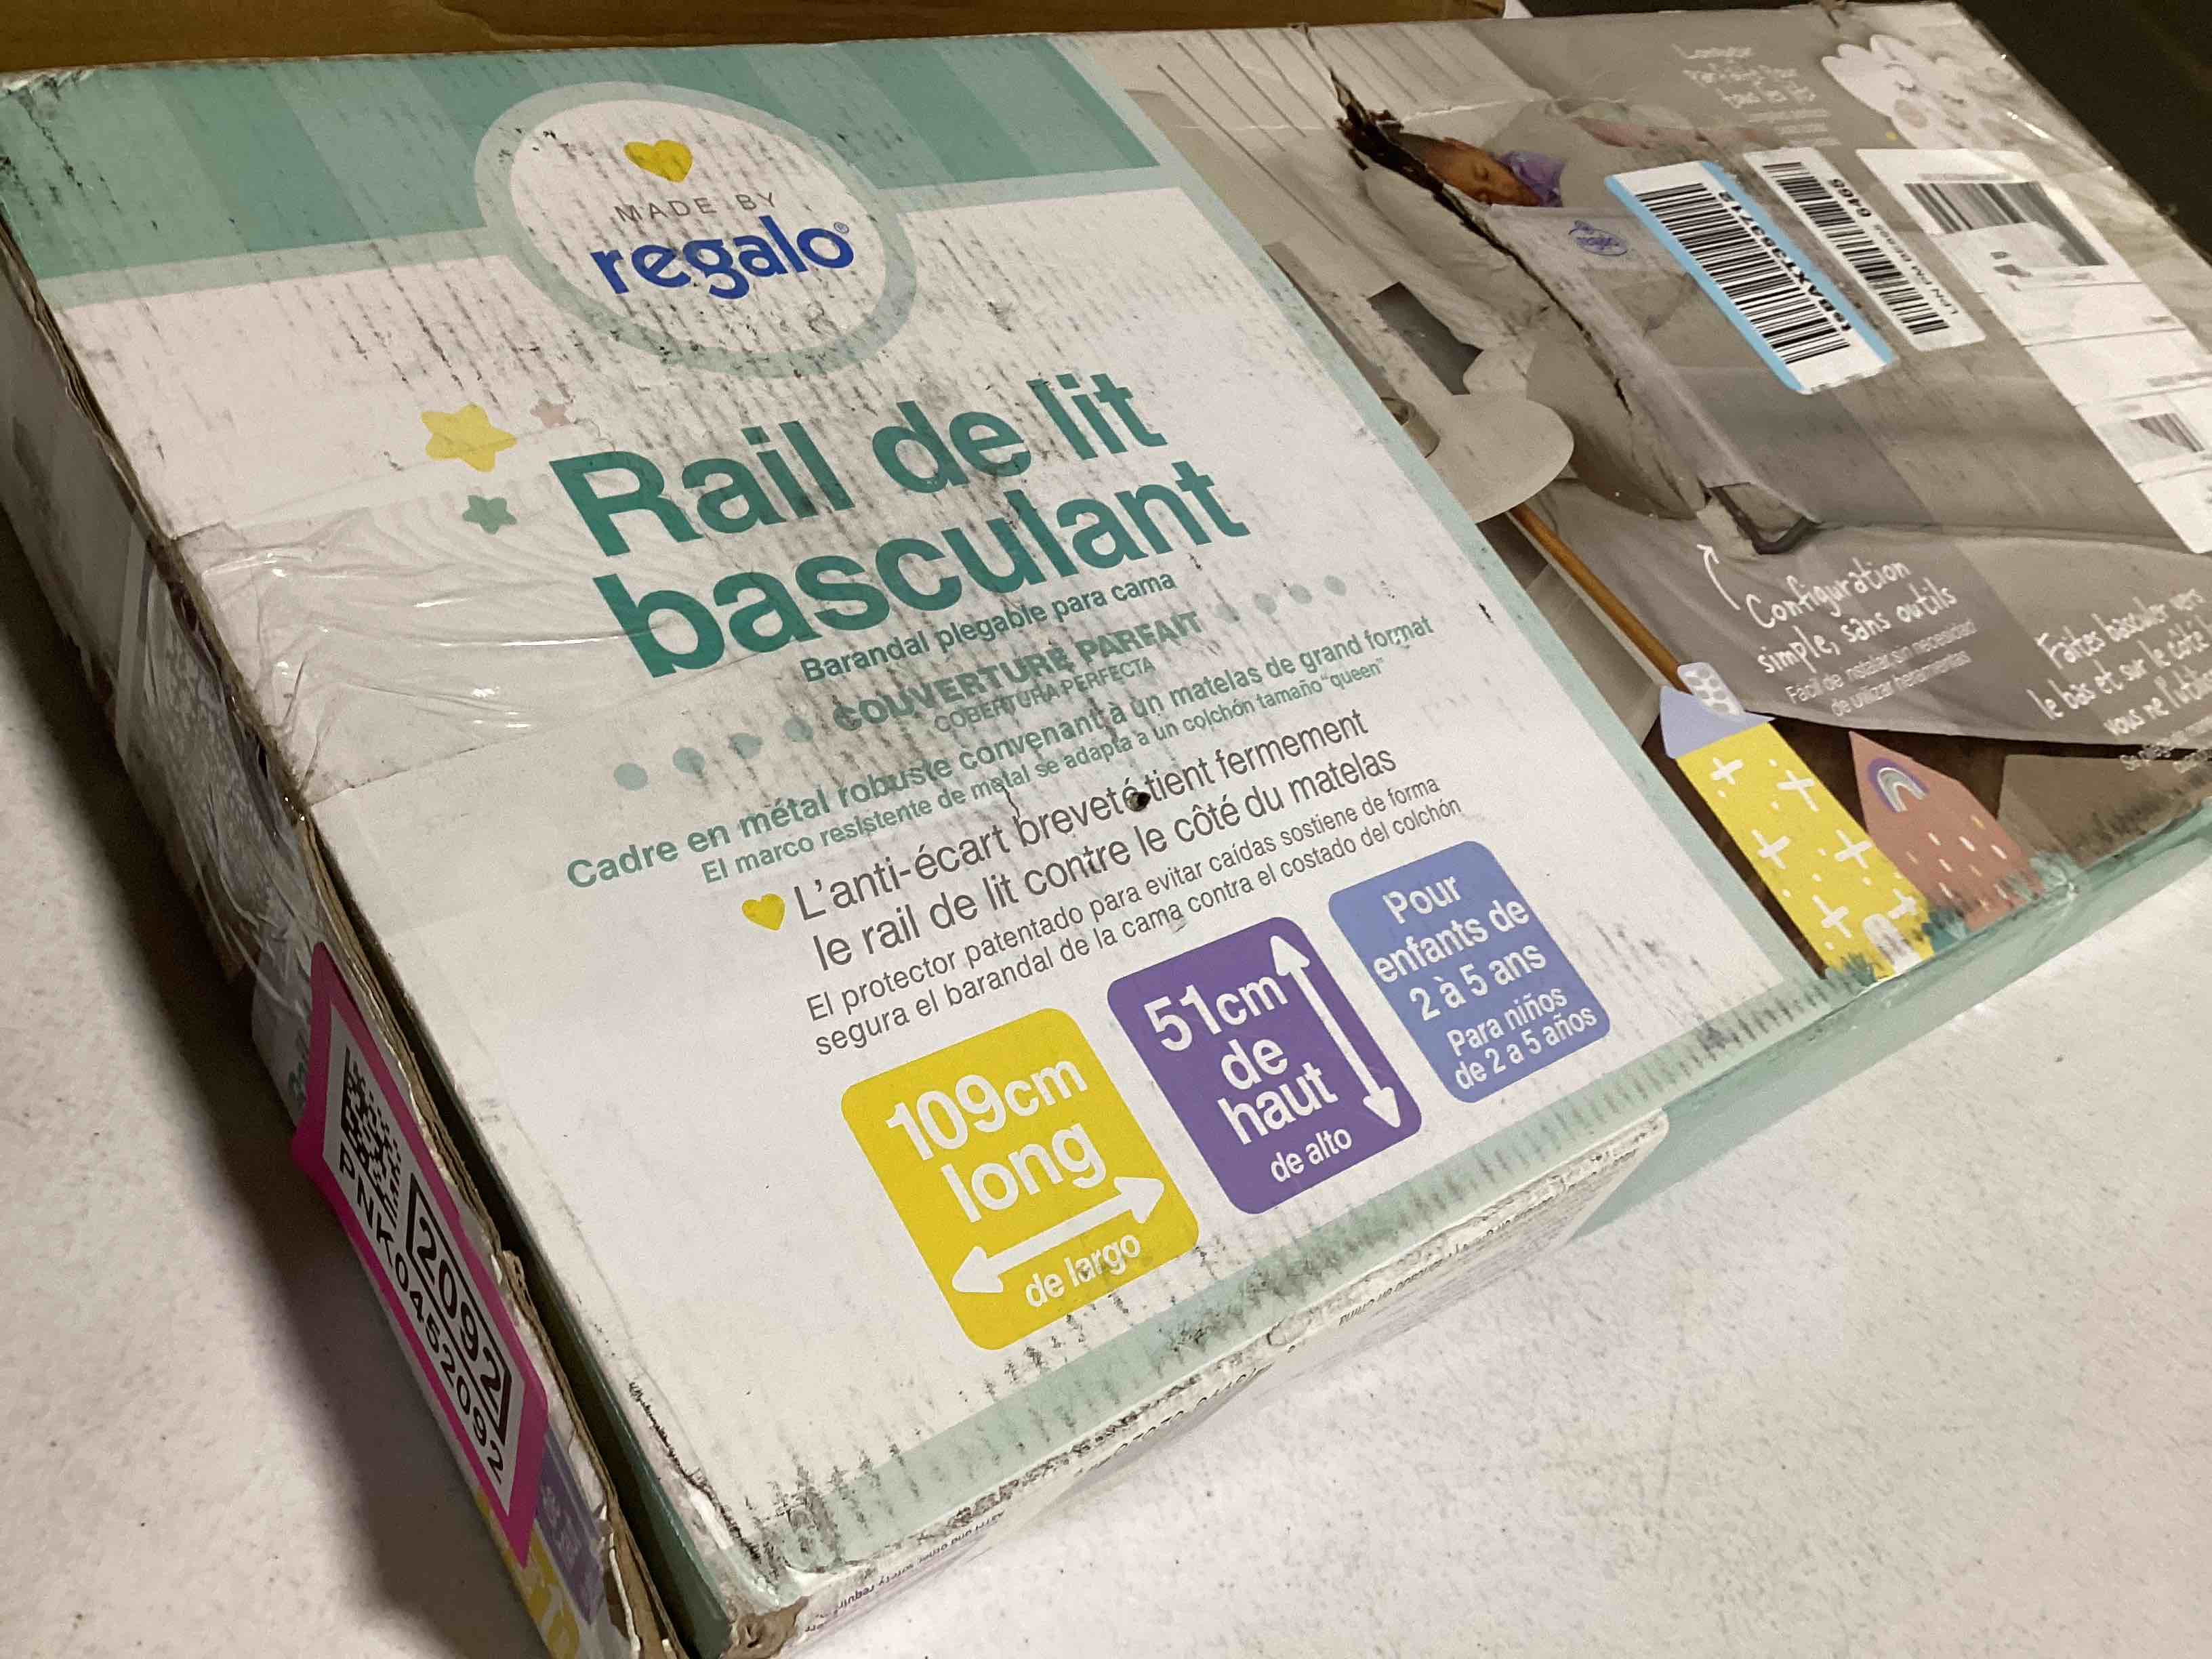 MADE BY
regalo®
Rail de lit
basculant
Barandal plegable para cama
COUVERTURE PARFAIT
COBERTURA PERFECTA
Cadre en métal robuste convenant à un matelas de grand format
El marco resistente de metal se adapta a un colchón tamaño "queen"
L'anti-écart breveté tient fermement
le rail de lit contre le côté du matelas
El protector patentado para evitar caídas sostiene de forma
segura el barandal de la cama contra el costado del colchón
109cm
long
de largo
51cm
de
haut
de alto
Pour
enfants de
2 à 5 ans
Para niños
de 2 a 5 años
Configuration
simple, sans outils
Fácil de instalar, sin necesidad
de utilizar herramientas
Faites basculer vers
le bas et sur le côté
vous ne
regalo
2092
PNK0452092